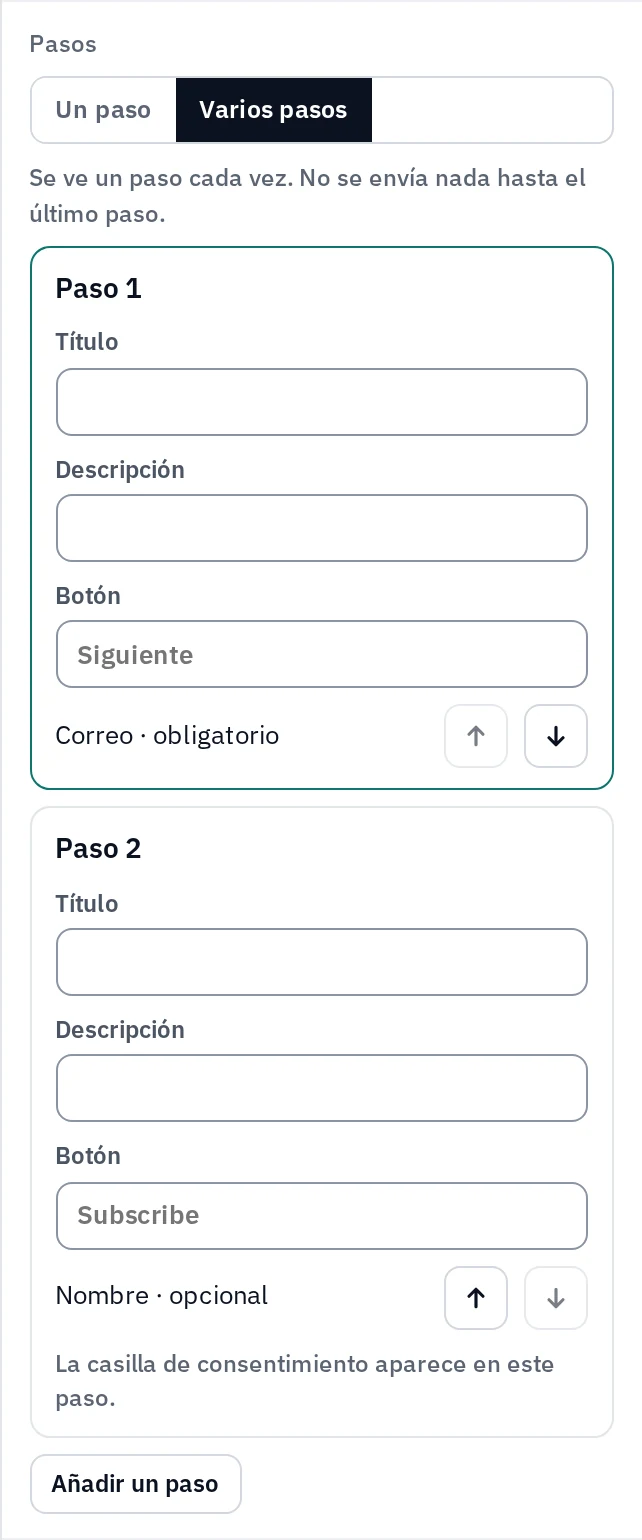 Pasos
Un paso
Varios pasos
Se ve un paso cada vez. No se envía nada hasta el
último paso.
Paso 1
Título
Descripción
Botón
Siguiente
Correo · obligatorio
Paso 2
Título
Descripción
Botón
Subscribe
Nombre · opcional
La casilla de consentimiento aparece en este
paso.
Añadir un paso